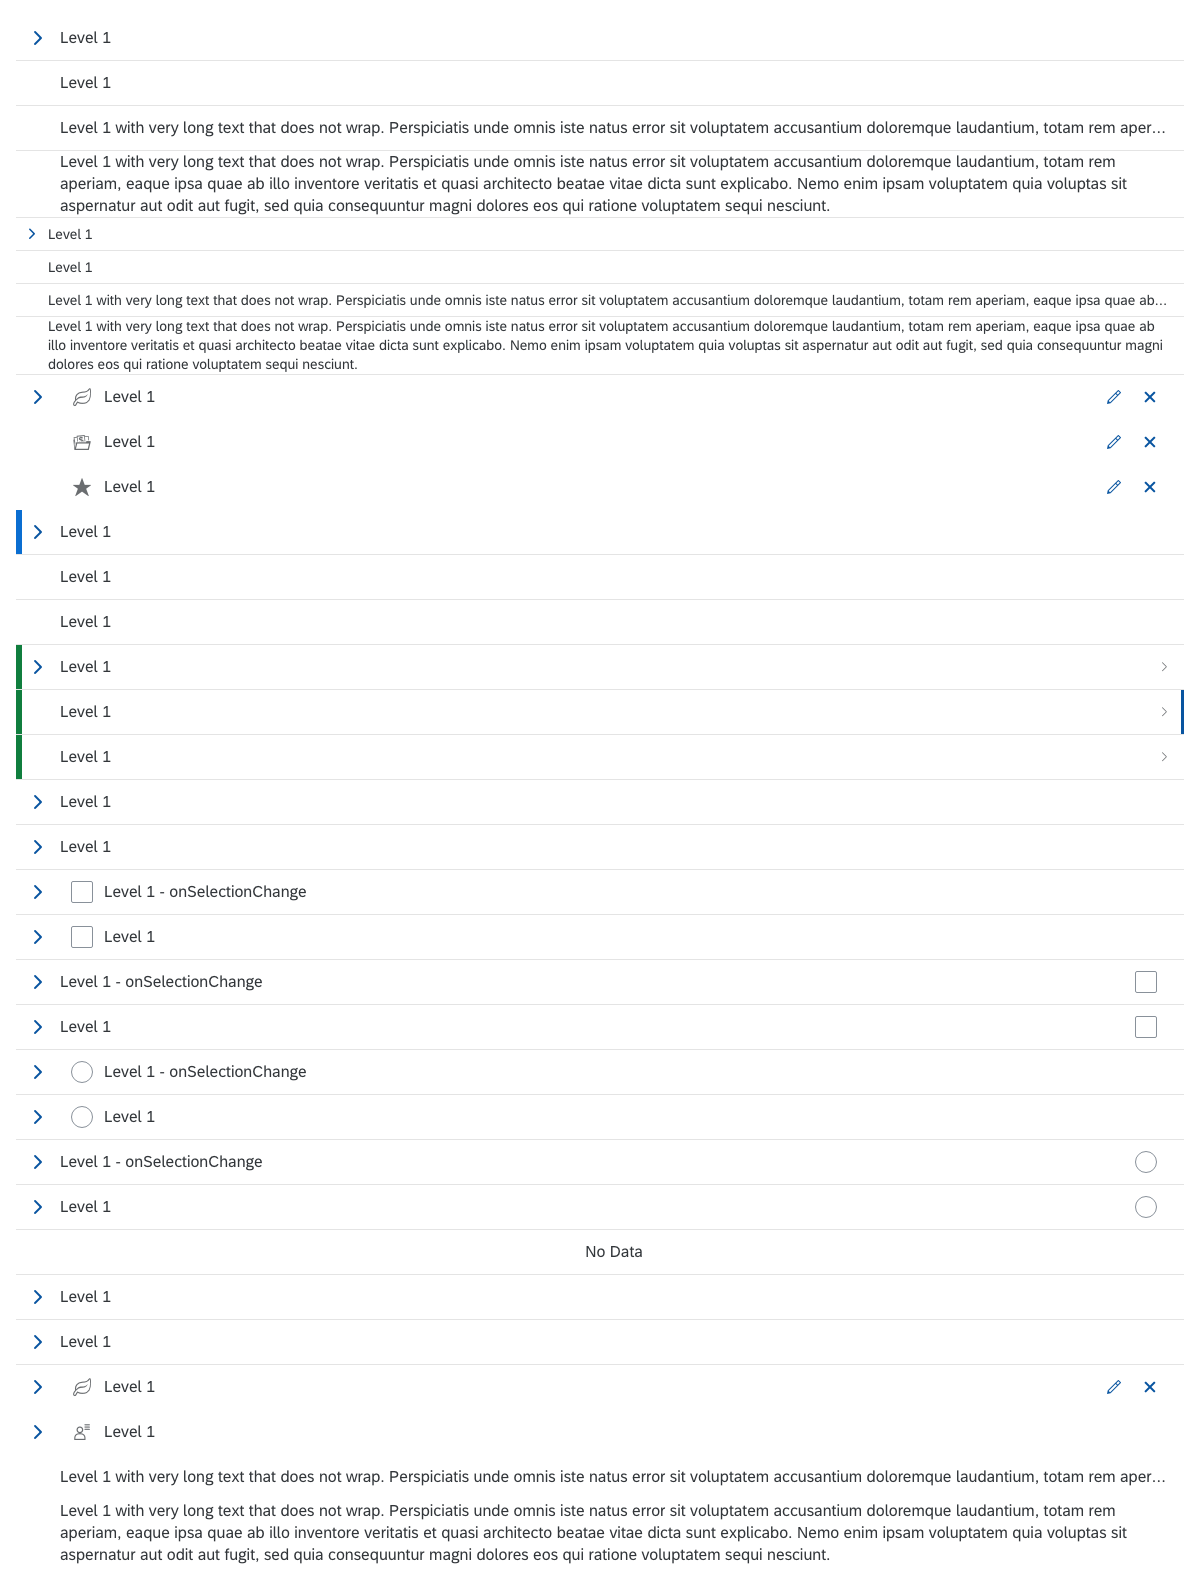 Level 1
Level 1
Level 1 with very long text that does not wrap. Perspiciatis unde omnis iste natus error sit voluptatem accusantium doloremque laudantium, totam rem aper…
Level 1 with very long text that does not wrap. Perspiciatis unde omnis iste natus error sit voluptatem accusantium doloremque laudantium, totam rem
aperiam, eaque ipsa quae ab illo inventore veritatis et quasi architecto beatae vitae dicta sunt explicabo. Nemo enim ipsam voluptatem quia voluptas sit
aspernatur aut odit aut fugit, sed quia consequuntur magni dolores eos qui ratione voluptatem sequi nesciunt.
Level 1
Level 1
Level 1 with very long text that does not wrap. Perspiciatis unde omnis iste natus error sit voluptatem accusantium doloremque laudantium, totam rem aperiam, eaque ipsa quae ab…
Level 1 with very long text that does not wrap. Perspiciatis unde omnis iste natus error sit voluptatem accusantium doloremque laudantium, totam rem aperiam, eaque ipsa quae ab
illo inventore veritatis et quasi architecto beatae vitae dicta sunt explicabo. Nemo enim ipsam voluptatem quia voluptas sit aspernatur aut odit aut fugit, sed quia consequuntur magni
dolores eos qui ratione voluptatem sequi nesciunt.
Level 1
Level 1
Level 1
Level 1
Level 1
Level 1
Level 1
Level 1
Level 1
Level 1
Level 1
Level 1 - onSelectionChange
Level 1
Level 1 - onSelectionChange
Level 1
Level 1 - onSelectionChange
Level 1
Level 1 - onSelectionChange
Level 1
No Data
Level 1
Level 1
Level 1
Level 1
Level 1 with very long text that does not wrap. Perspiciatis unde omnis iste natus error sit voluptatem accusantium doloremque laudantium, totam rem aper…
Level 1 with very long text that does not wrap. Perspiciatis unde omnis iste natus error sit voluptatem accusantium doloremque laudantium, totam rem
aperiam, eaque ipsa quae ab illo inventore veritatis et quasi architecto beatae vitae dicta sunt explicabo. Nemo enim ipsam voluptatem quia voluptas sit
aspernatur aut odit aut fugit, sed quia consequuntur magni dolores eos qui ratione voluptatem sequi nesciunt.